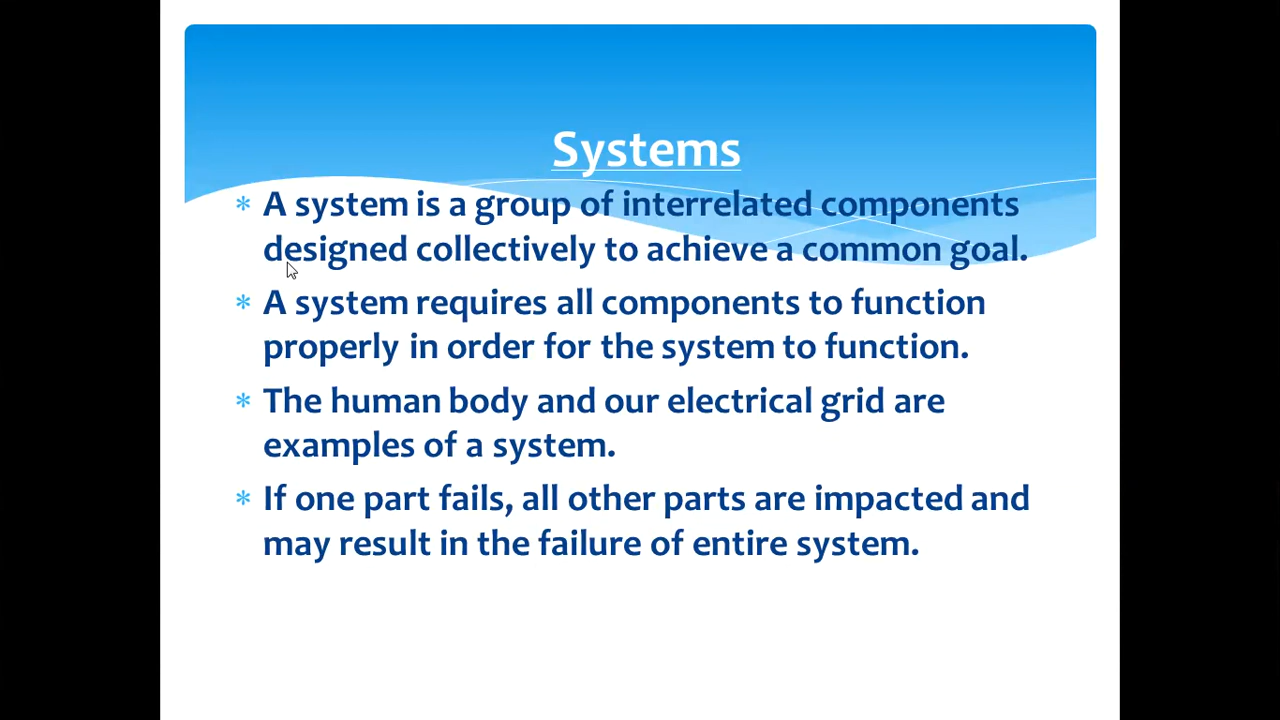 Systems
* A system is a group of interrelated components
designed collectively to achieve a common goal.
* A system requires all components to function
properly in order for the system to function.
* The human body and our electrical grid are
examples of a system.
* If one part fails, all other parts are impacted and
may result in the failure of entire system.